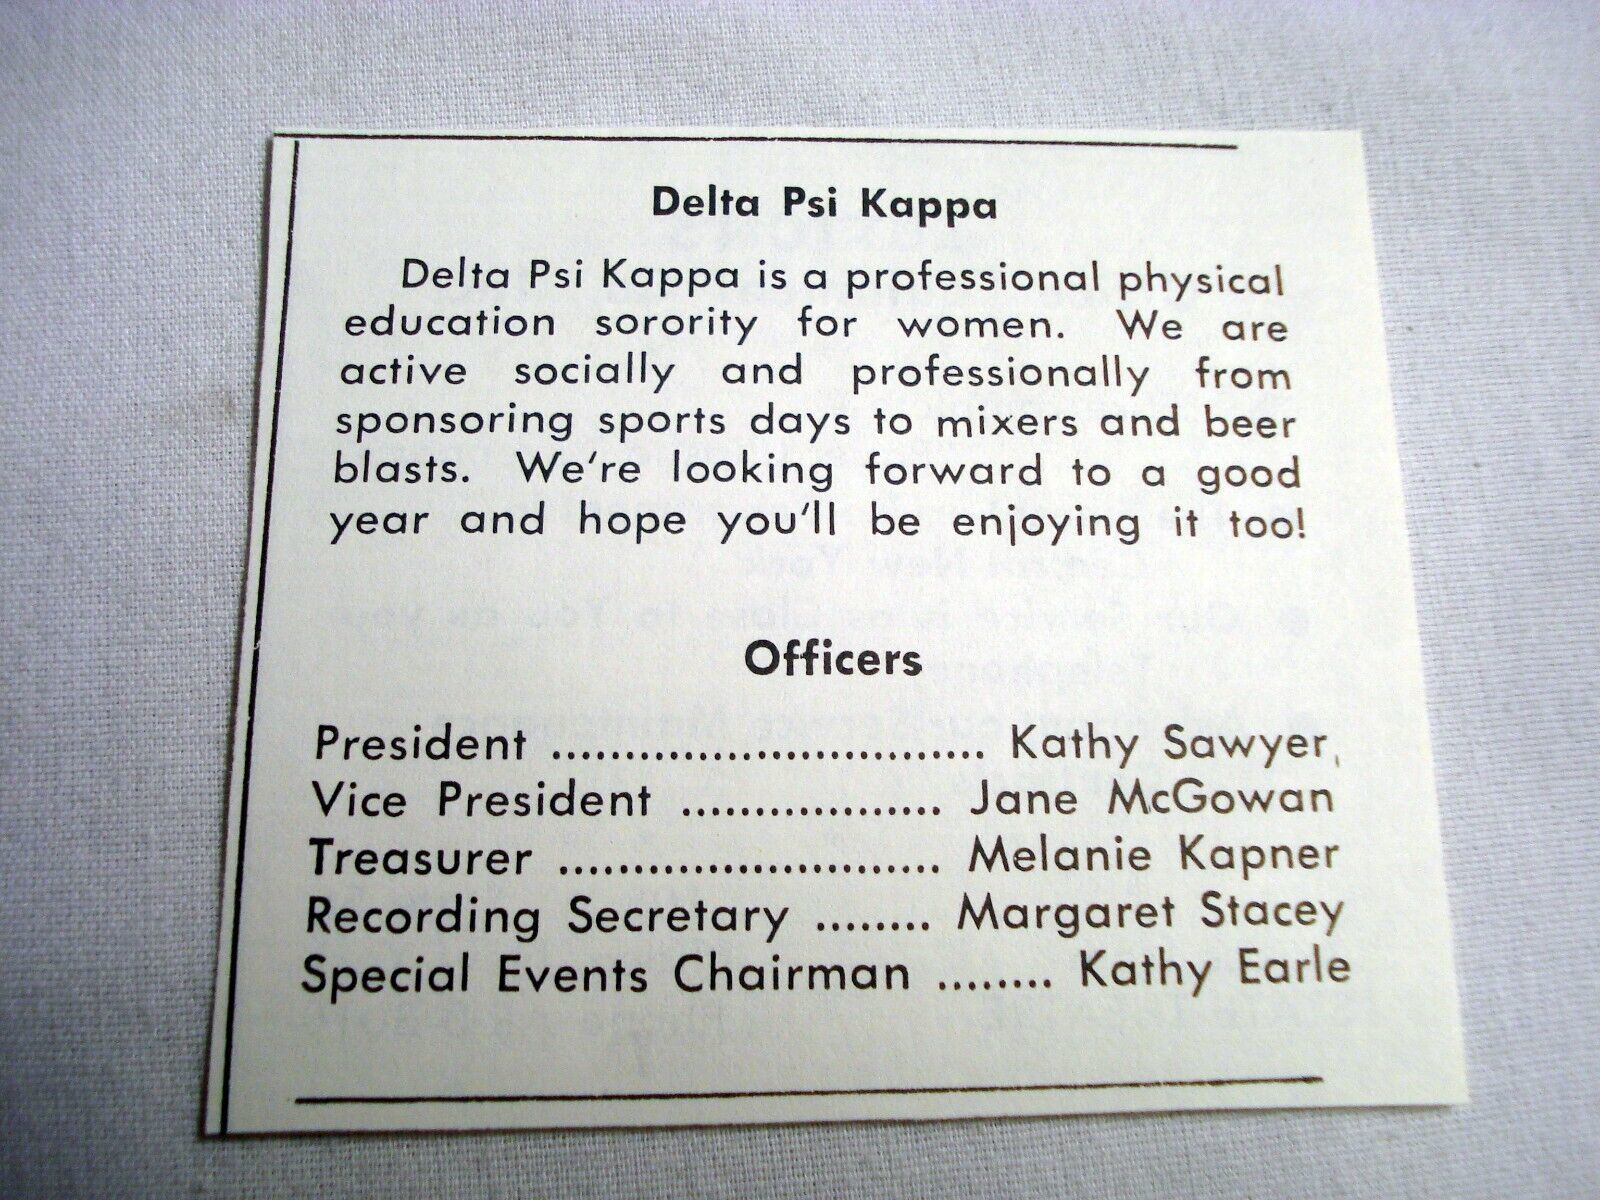 Delta Psi Kappa
Delta Psi Kappa is a professional physical
education sorority for women. We are
active socially and professionally from
sponsoring sports days to mixers and beer
blasts. We're looking forward to a good
year and hope you'll be enjoying it too!
Officers
President .............................. Kathy Sawyer,
Vice President .................. Jane McGowan
Treasurer .......................... Melanie Kapner
Recording Secretary ........ Margaret Stacey
Special Events Chairman ........ Kathy Earle